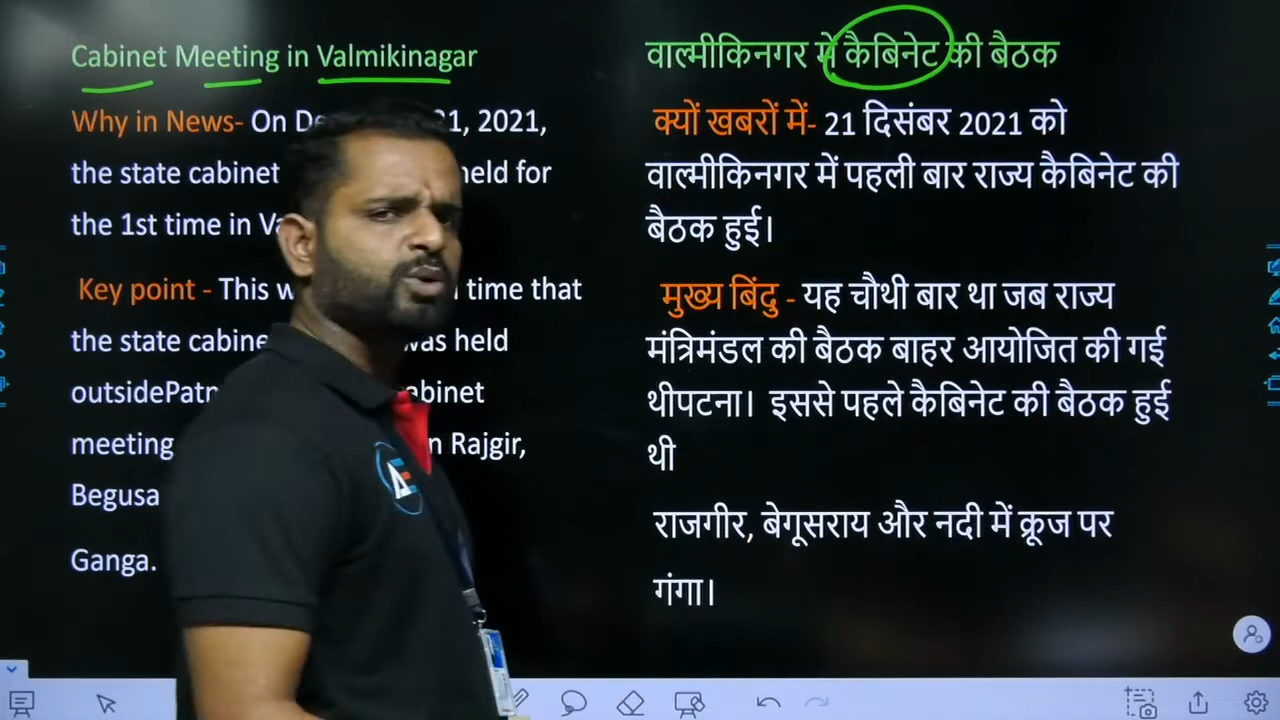 Cabinet Meeting in Valmikinagar
Why in News- On De 21, 2021,
the state cabinet held for
the 1st time in Va
Key point - This w time that
the state cabine was held
outsidePatn abinet
meeting n Rajgir,
Begusa
Ganga.
वाल्मीकिनगर में कैबिनेट की बैठक
क्यों खबरों में- 21 दिसंबर 2021 को
वाल्मीकिनगर में पहली बार राज्य कैबिनेट की
बैठक हुई।
मुख्य बिंदु - यह चौथी बार था जब राज्य
मंत्रिमंडल की बैठक बाहर आयोजित की गई
थीपटना। इससे पहले कैबिनेट की बैठक हुई
थी
राजगीर, बेगूसराय और नदी में क्रूज पर
गंगा।